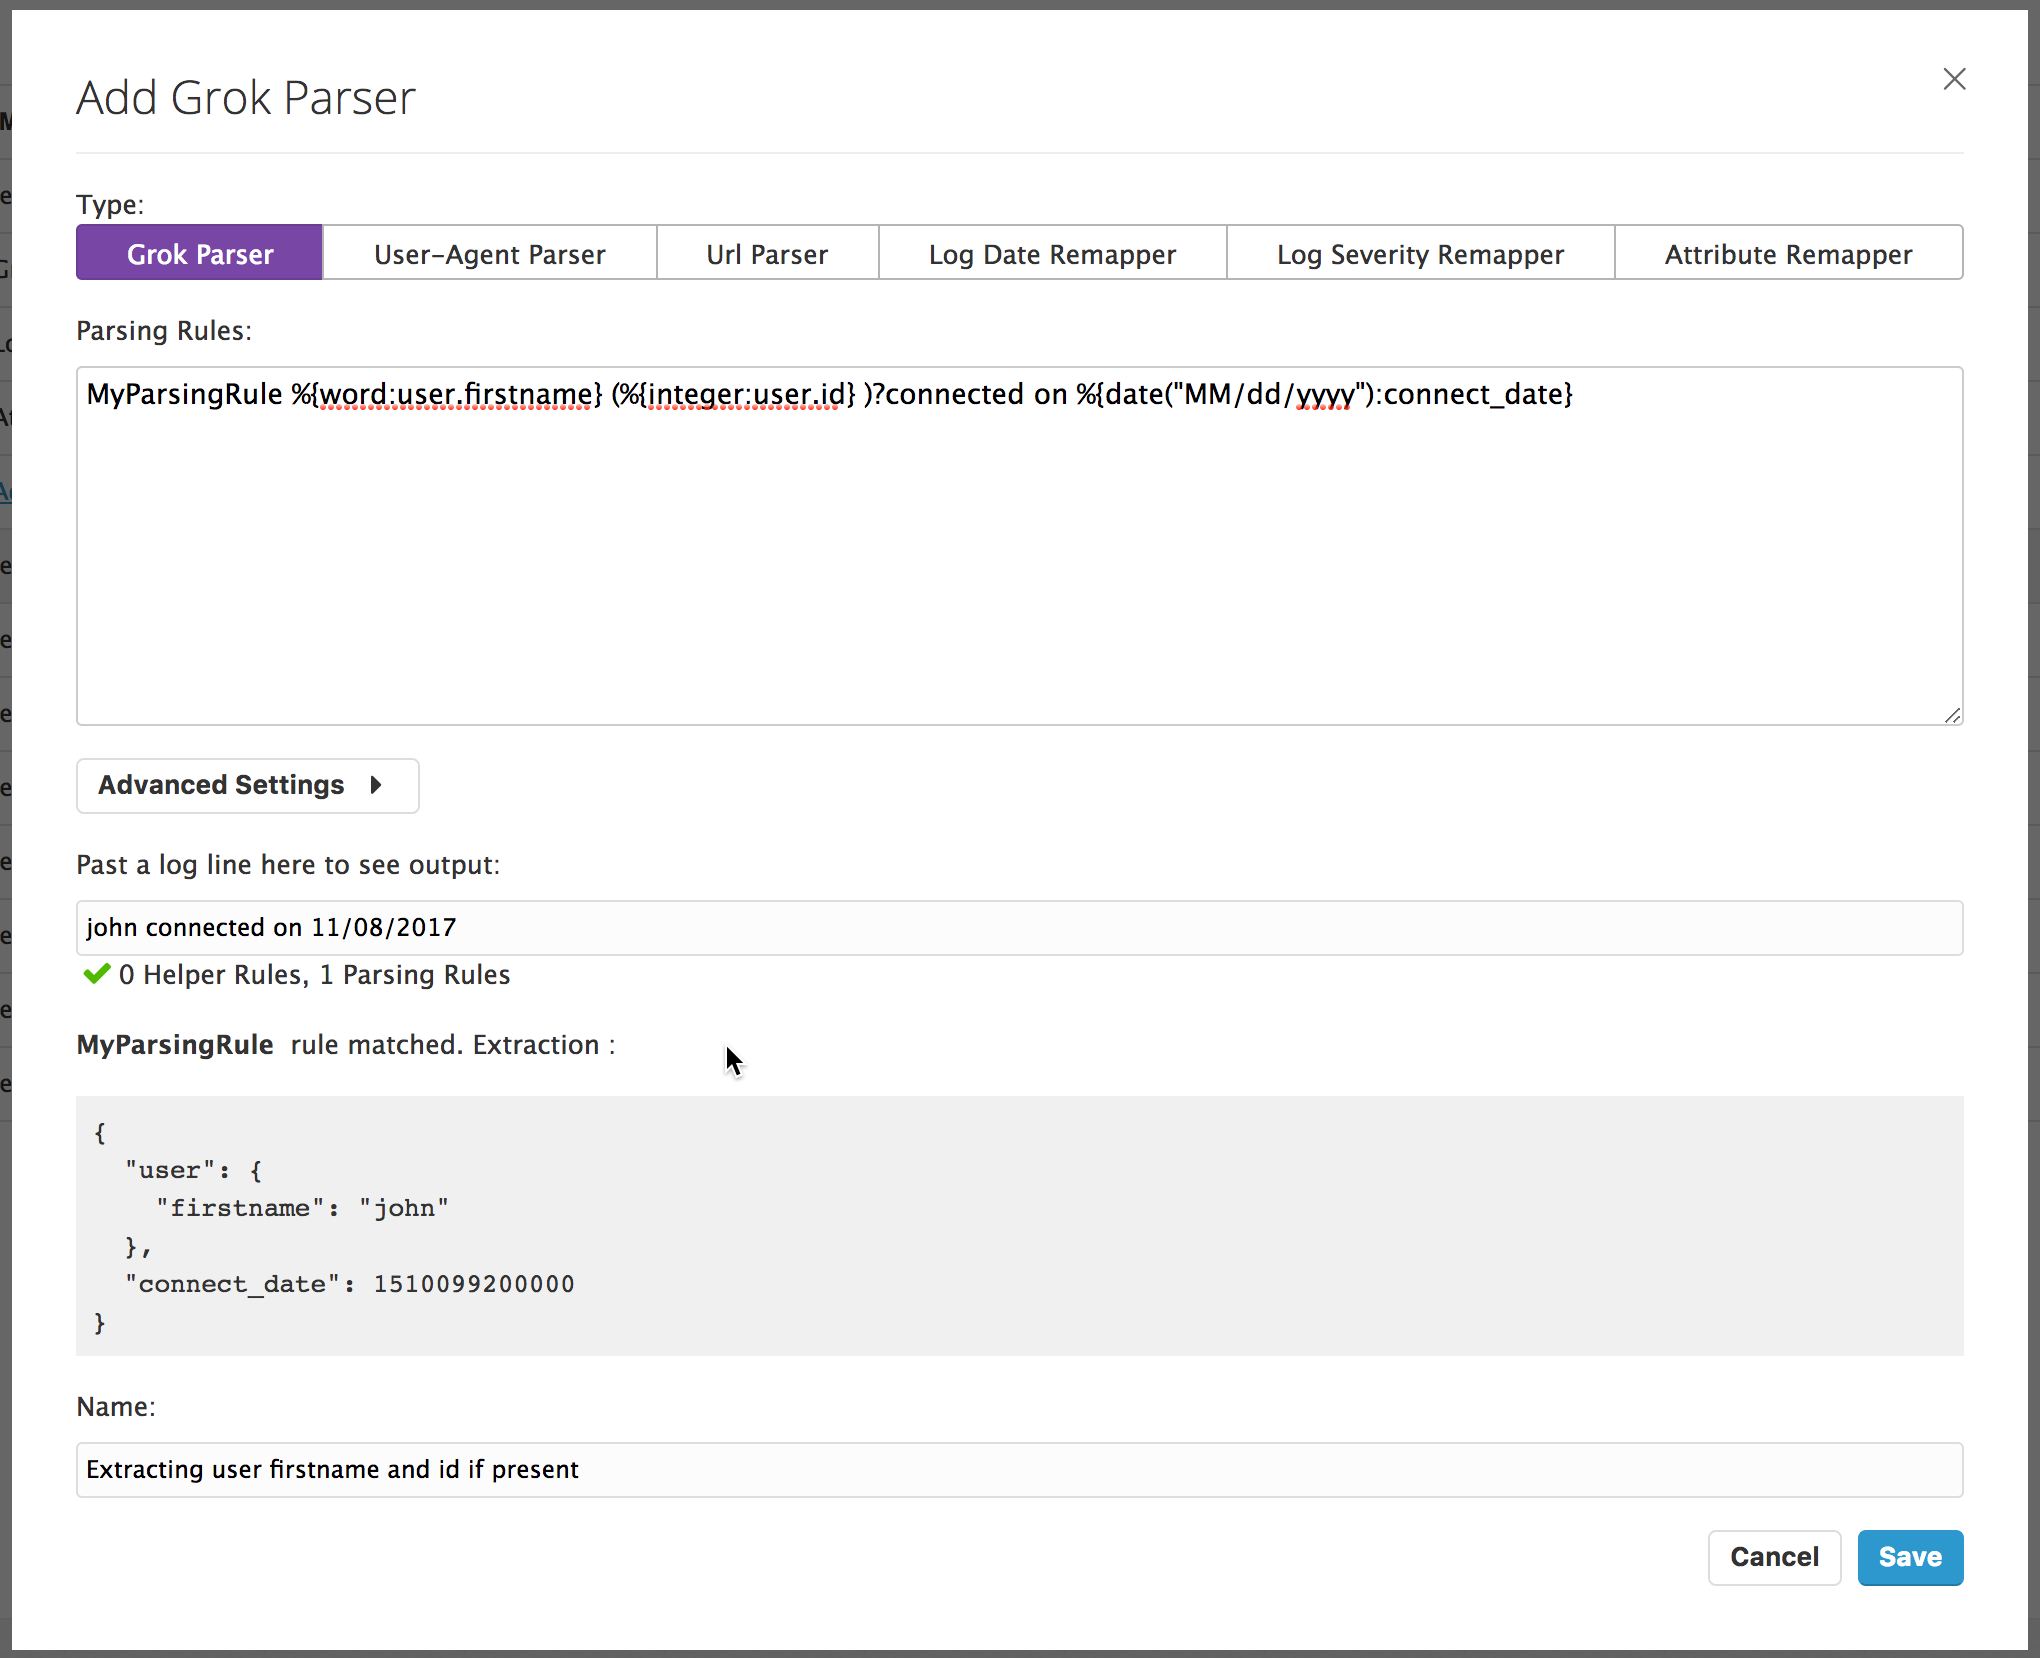 Add Grok Parser
Type:
Grok Parser User-Agent Parser Url Parser Log Date Remapper Log Severity Remapper Attribute Remapper
Parsing Rules:
MyParsingRule %{word:user.firstname} (%{integer:user.id} )?connected on %{date("MM/dd/yyyy"):connect_date}
Advanced Settings
Past a log line here to see output:
john connected on 11/08/2017
0 Helper Rules, 1 Parsing Rules
MyParsingRule rule matched. Extraction :
{
"user": {
"firstname": "john"
},
"connect_date": 1510099200000
}
Name:
Extracting user firstname and id if present
Cancel Save